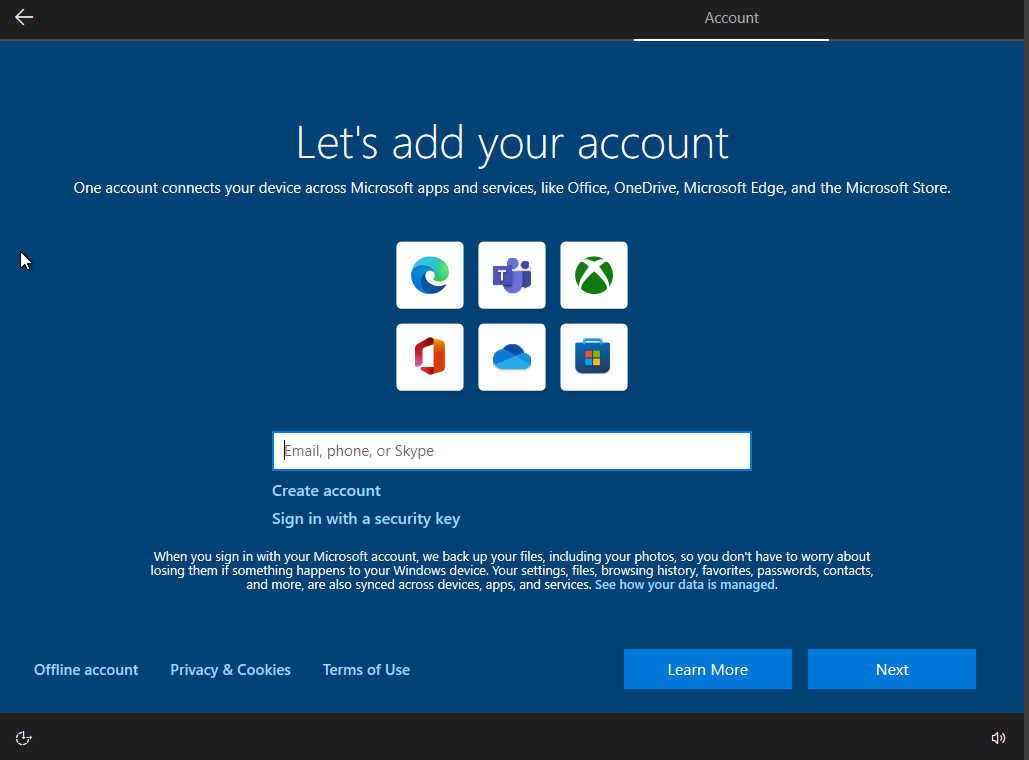 Account
Let's add your account
One account connects your device across Microsoft apps and services, like Office, OneDrive, Microsoft Edge, and the Microsoft Store.
T
Email, phone, or Skype
Create account
Sign in with a security key
When you sign in with your Microsoft account, we back up your files, including your photos, so you don't have to worry about
losing them if something happens to your Windows device. Your settings, files, browsing history, favorites, passwords, contacts,
and more, are also synced across devices, apps, and services. See how your data is managed.
Offline account Privacy & Cookies Terms of Use Learn More Next